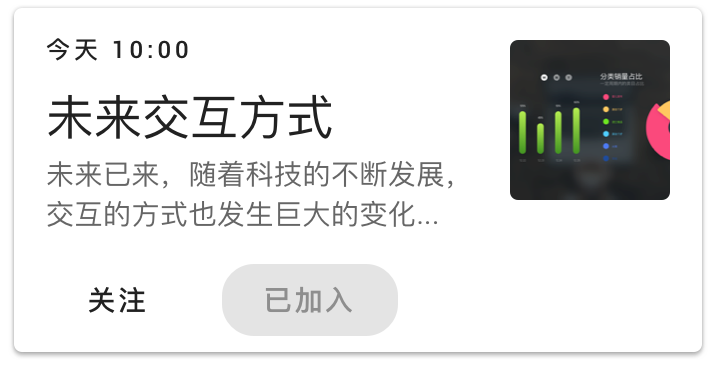 今天 10:00
未来交互方式
未来已来，随着科技的不断发展，
交互的方式也发生巨大的变化...
分类销量占比
关注
已加入